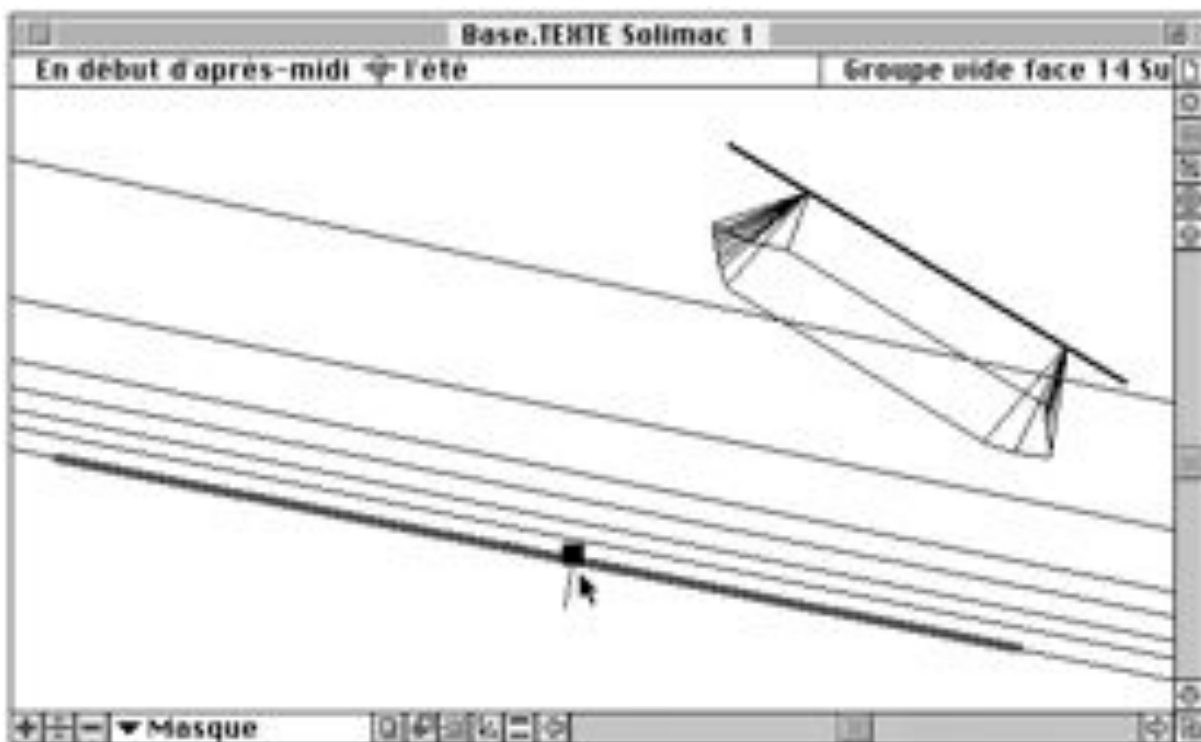 Base.TEXTE Solimac 1
En début d'après-midi l'été
Groupe vide face 14 Su
Masque